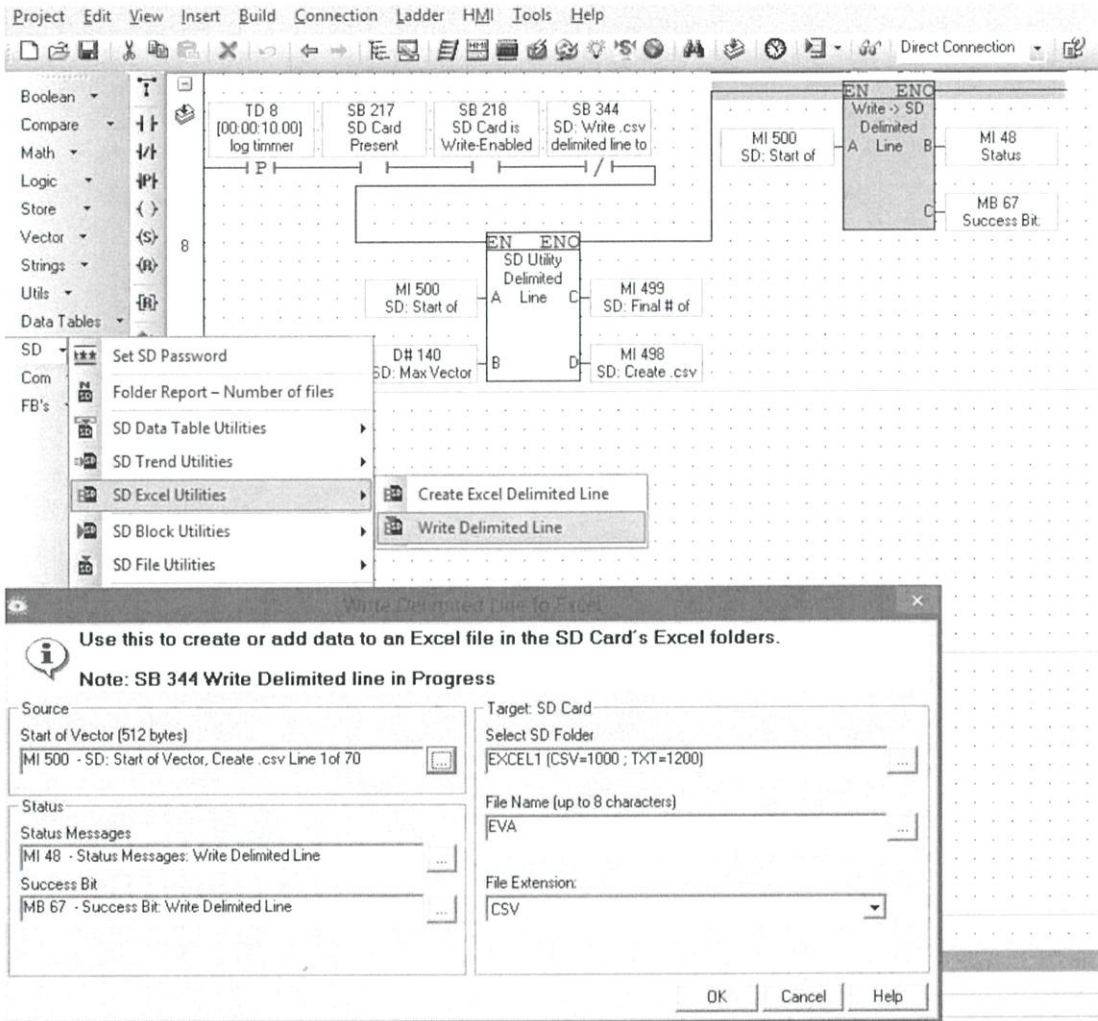 Project Edit View Insert Build Connection Ladder HMI Tools Help
Direct Connection
Boolean
Compare
Math
Logic
Store
Vector
Strings
Utils
Data Tables
SD
Com
FB's
8
TD 8
[00:00:10.00]
log timmer
P
SB 217
SD Card
Present
SB 218
SD Card is
Write-Enabled
SB 344
SD: Write .csv
delimited line to
EN ENO
SD Utility
Delimited
A Line C
B D
MI 500
SD: Start of
D# 140
SD: Max Vector
MI 499
SD: Final # of
MI 498
SD: Create .csv
EN ENO
Write -> SD
Delimited
A Line B
C
MI 500
SD: Start of
MI 48
Status
MB 67
Success Bit:
Set SD Password
Folder Report – Number of files
SD Data Table Utilities
SD Trend Utilities
SD Excel Utilities
SD Block Utilities
SD File Utilities
Create Excel Delimited Line
Write Delimited Line
Write Delimited Line to Excel
Use this to create or add data to an Excel file in the SD Card's Excel folders.
Note: SB 344 Write Delimited line in Progress
Source
Start of Vector (512 bytes)
MI 500 - SD: Start of Vector, Create .csv Line 1of 70
...
Status
Status Messages
MI 48 - Status Messages: Write Delimited Line
...
Success Bit
MB 67 - Success Bit: Write Delimited Line
...
Target: SD Card
Select SD Folder
EXCEL1 (CSV=1000 ; TXT=1200)
...
File Name (up to 8 characters)
EVA
...
File Extension:
CSV
OK Cancel Help